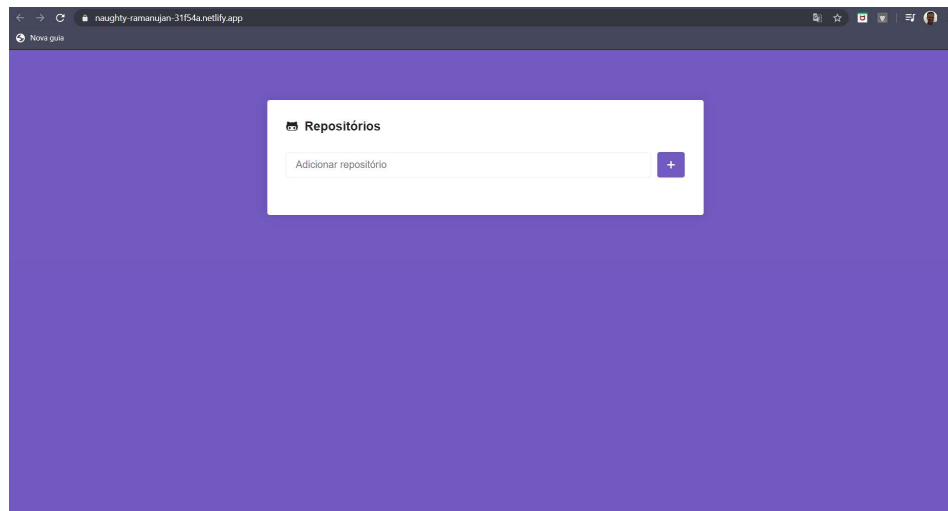 naughty-ramanujan-31f54a.netlify.app
Nova guia
Repositórios
Adicionar repositório
+